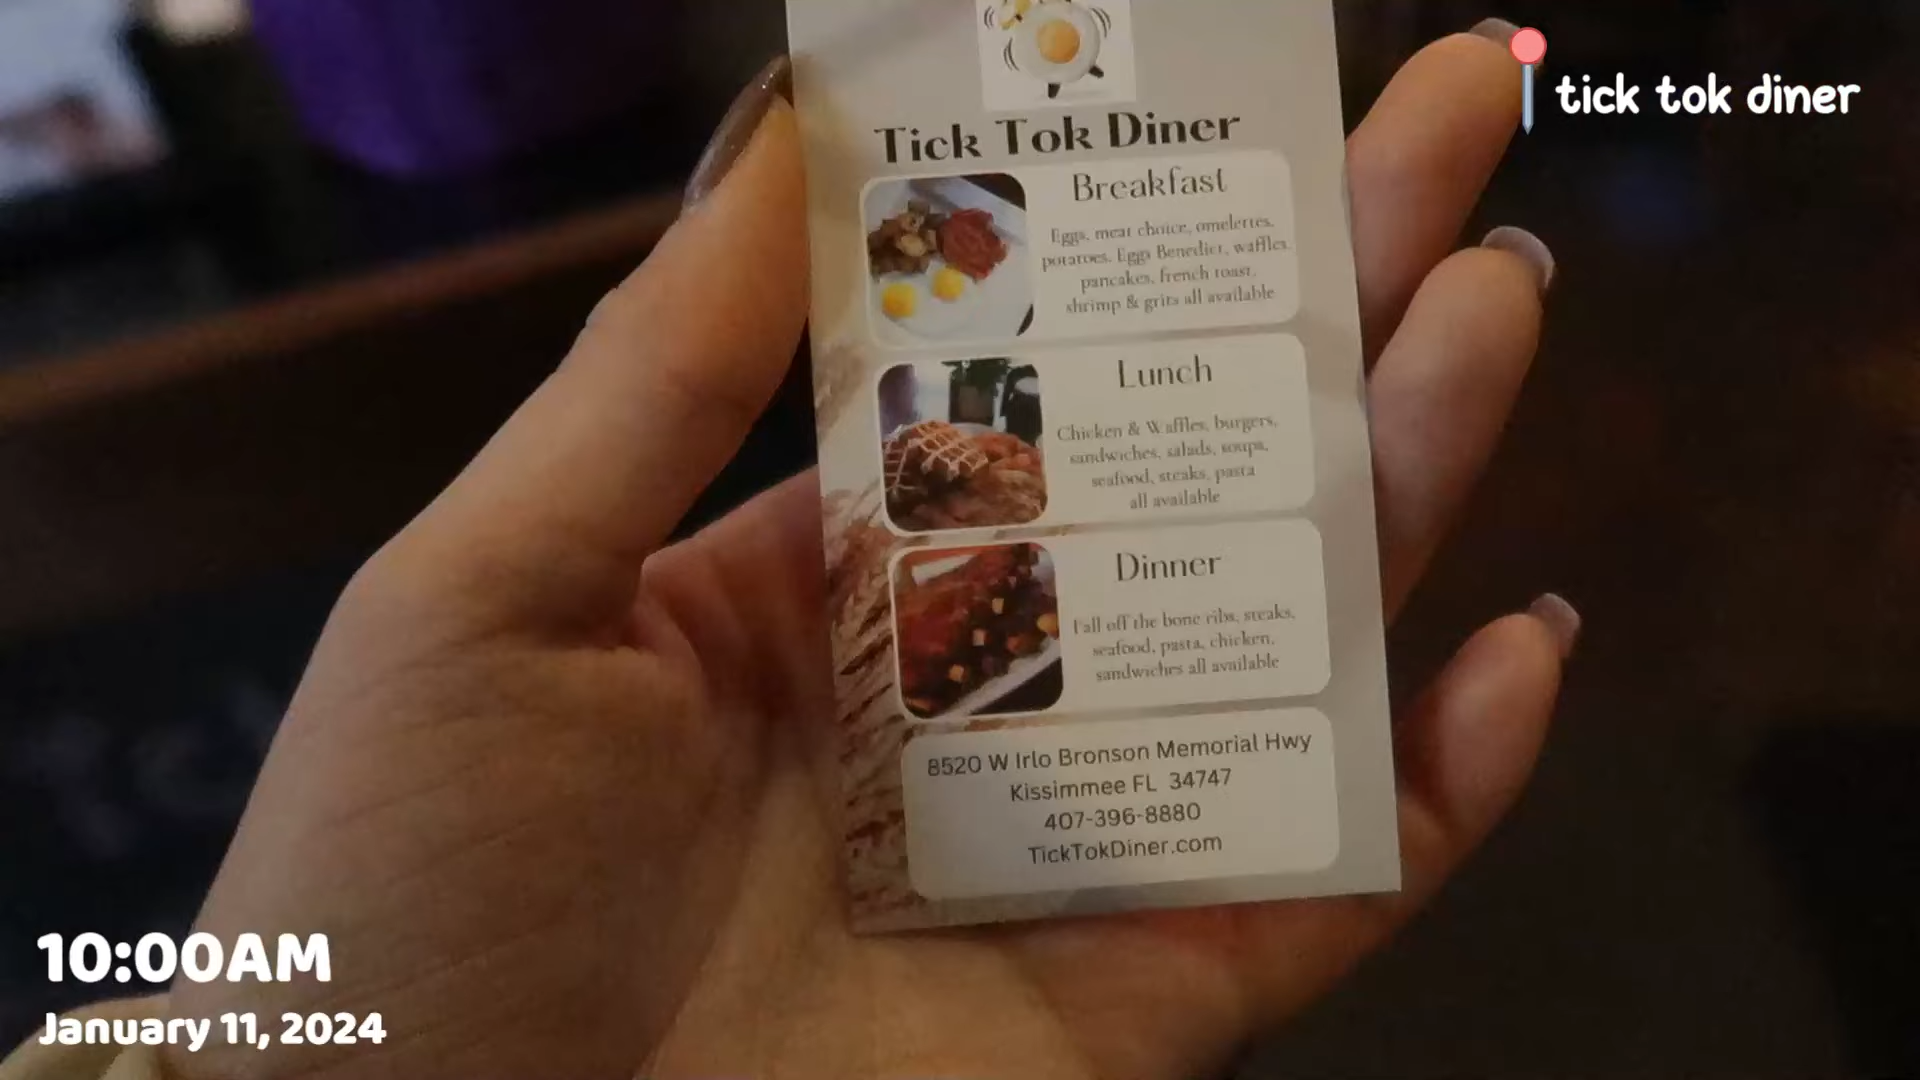 tick tok diner
Tick Tok Diner
Breakfast
Eggs, meat choice, omelettes,
potatoes, Eggs Benedict, waffles,
pancakes, french toast,
shrimp & grits all available
Lunch
Chicken & Waffles, burgers,
sandwiches, salads, soups,
seafood, steaks, pasta
all available
Dinner
Fall off the bone ribs, steaks,
seafood, pasta, chicken,
sandwiches all available
8520 W Irlo Bronson Memorial Hwy
Kissimmee FL 34747
407-396-8880
TickTokDiner.com
10:00AM
January 11, 2024